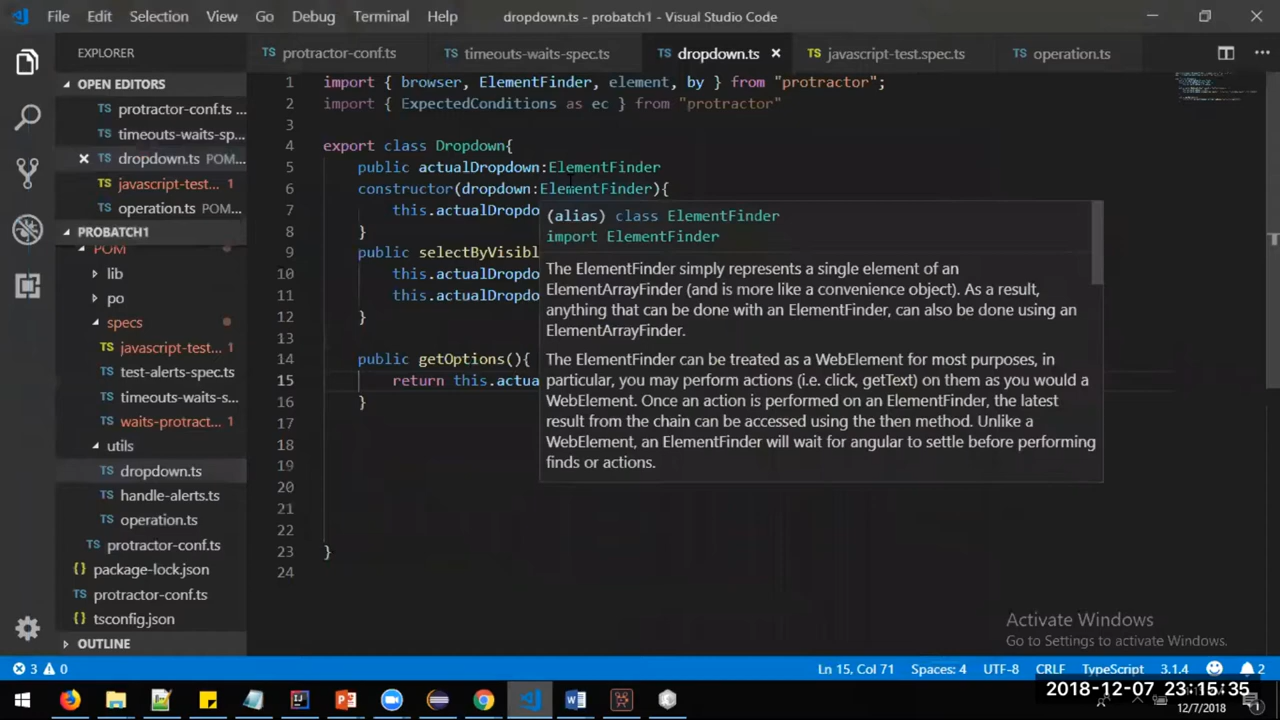 File Edit Selection View Go Debug Terminal Help dropdown.ts - probatch1 - Visual Studio Code
EXPLORER
OPEN EDITORS
protractor-conf.ts
timeouts-waits-sp...
dropdown.ts POM...
javascript-test... 1
operation.ts POM...
PROBATCH1
POM
lib
po
specs
javascript-test... 1
test-alerts-spec.ts
timeouts-waits-s...
waits-protract... 1
utils
dropdown.ts
handle-alerts.ts
operation.ts
protractor-conf.ts
package-lock.json
protractor-conf.ts
tsconfig.json
OUTLINE
protractor-conf.ts timeouts-waits-spec.ts dropdown.ts javascript-test.spec.ts operation.ts
1 import { browser, ElementFinder, element, by } from "protractor";
2 import { ExpectedConditions as ec } from "protractor"
3
4 export class Dropdown{
5 public actualDropdown:ElementFinder
6 constructor(dropdown:ElementFinder){
7 this.actualDropdo
8 }
9 public selectByVisibl
10 this.actualDropdo
11 this.actualDropdo
12 }
13
14 public getOptions(){
15 return this.actua
16 }
17
18
19
20
21
22
23 }
24
(alias) class ElementFinder
import ElementFinder
The ElementFinder simply represents a single element of an
ElementArrayFinder (and is more like a convenience object). As a result,
anything that can be done with an ElementFinder, can also be done using an
ElementArrayFinder.
The ElementFinder can be treated as a WebElement for most purposes, in
particular, you may perform actions (i.e. click, getText) on them as you would a
WebElement. Once an action is performed on an ElementFinder, the latest
result from the chain can be accessed using the then method. Unlike a
WebElement, an ElementFinder will wait for angular to settle before performing
finds or actions.
Activate Windows
Go to Settings to activate Windows.
3 0 Ln 15, Col 71 Spaces: 4 UTF-8 CRLF TypeScript 3.1.4 2
2018-12-07 23:15:35
12/7/2018